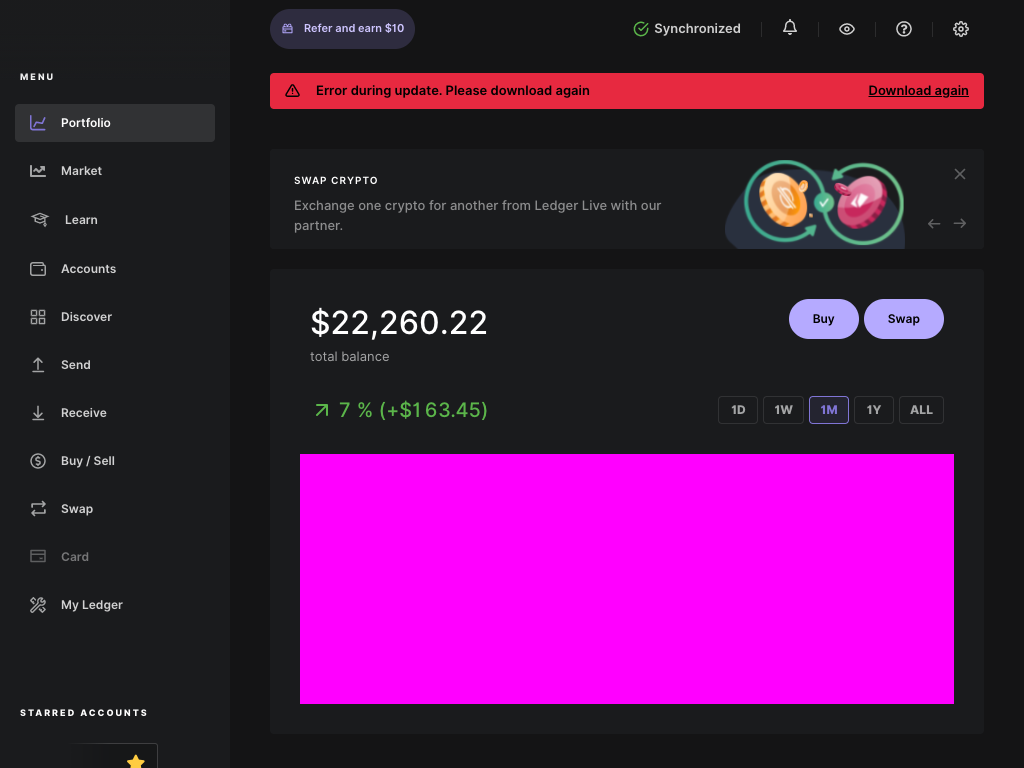 Refer and earn $10
Synchronized
MENU
Error during update. Please download again
Download again
Portfolio
Market
Learn
Accounts
Discover
Send
Receive
Buy / Sell
Swap
Card
My Ledger
STARRED ACCOUNTS
SWAP CRYPTO
Exchange one crypto for another from Ledger Live with our
partner.
$22,260.22
total balance
Buy
Swap
7 % (+$163.45)
1D
1W
1M
1Y
ALL